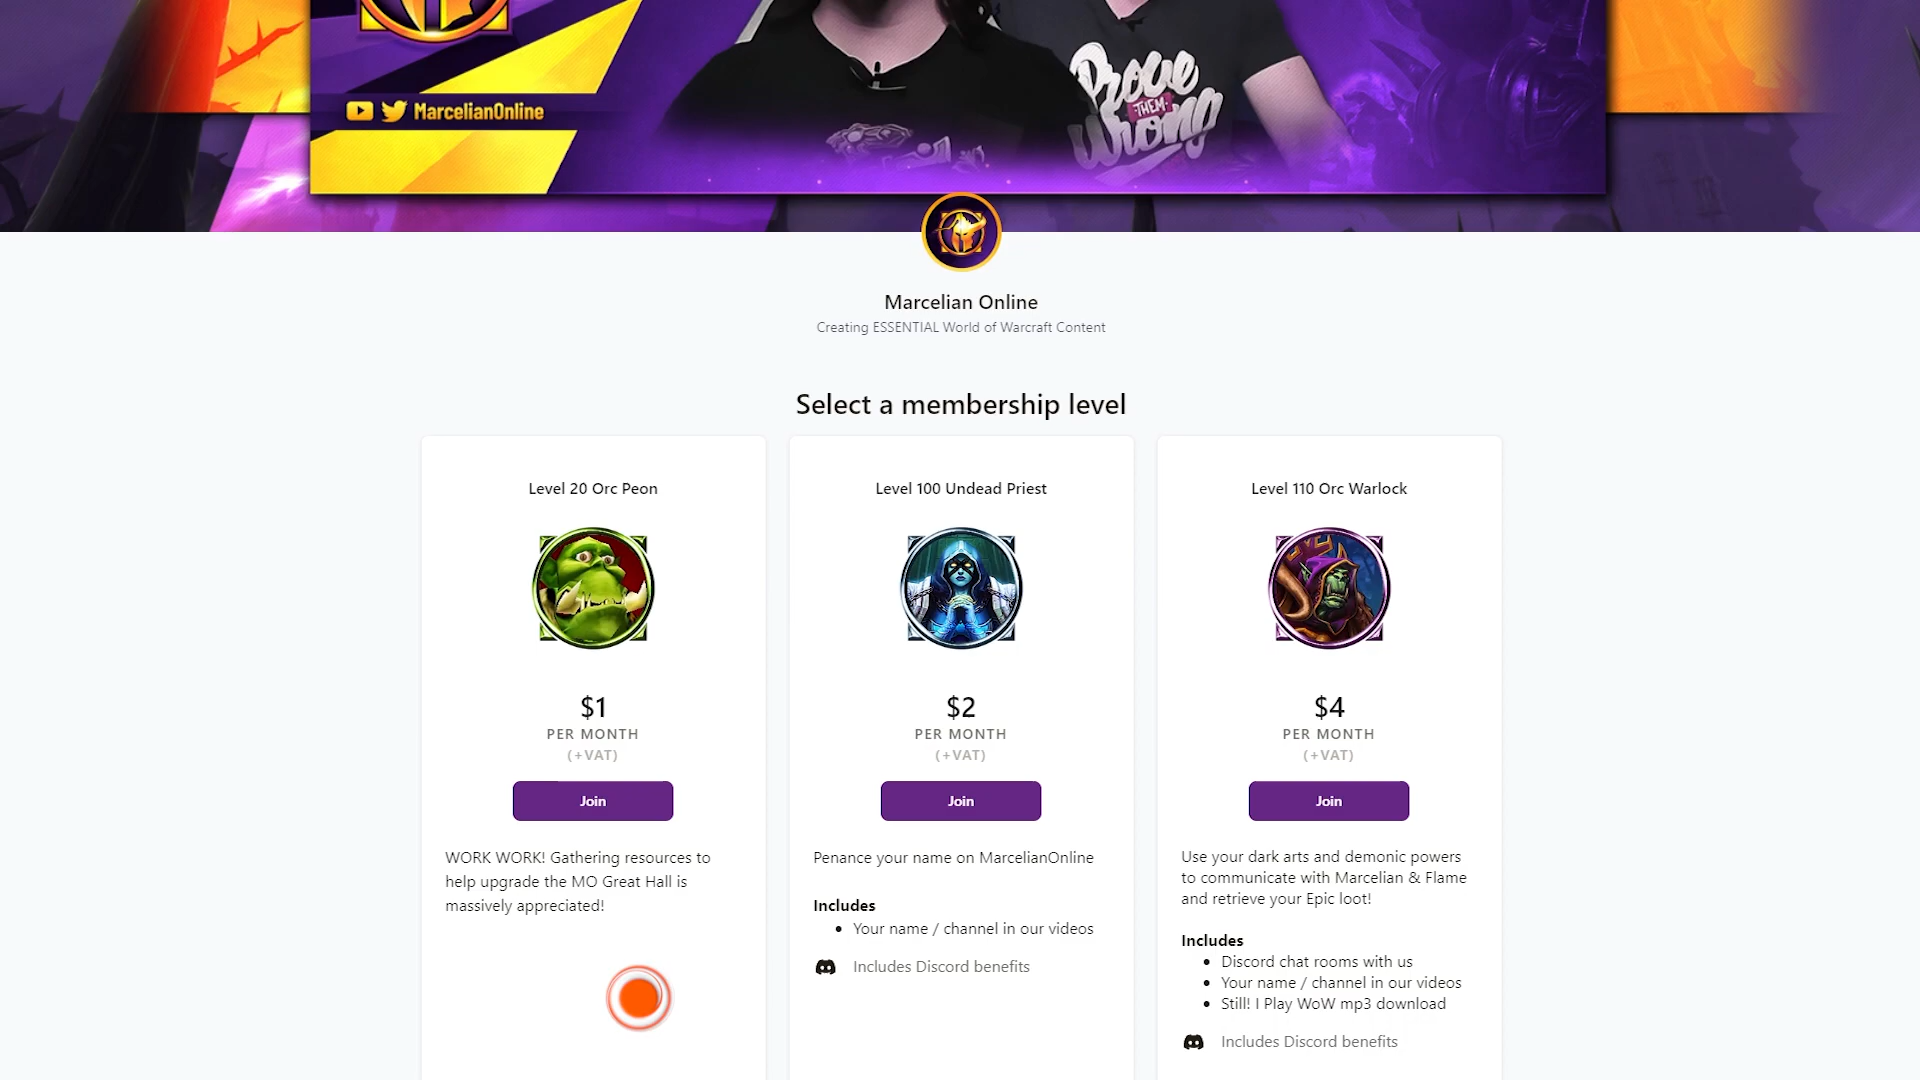 MarcelianOnline
Prove
THEM
Wrong
Marcelian Online
Creating ESSENTIAL World of Warcraft Content
Select a membership level
Level 20 Orc Peon
$1
PER MONTH
(+VAT)
Join
WORK WORK! Gathering resources to
help upgrade the MO Great Hall is
massively appreciated!
Level 100 Undead Priest
$2
PER MONTH
(+VAT)
Join
Penance your name on MarcelianOnline
Includes
• Your name / channel in our videos
Includes Discord benefits
Level 110 Orc Warlock
$4
PER MONTH
(+VAT)
Join
Use your dark arts and demonic powers
to communicate with Marcelian & Flame
and retrieve your Epic loot!
Includes
• Discord chat rooms with us
• Your name / channel in our videos
• Still! I Play WoW mp3 download
Includes Discord benefits